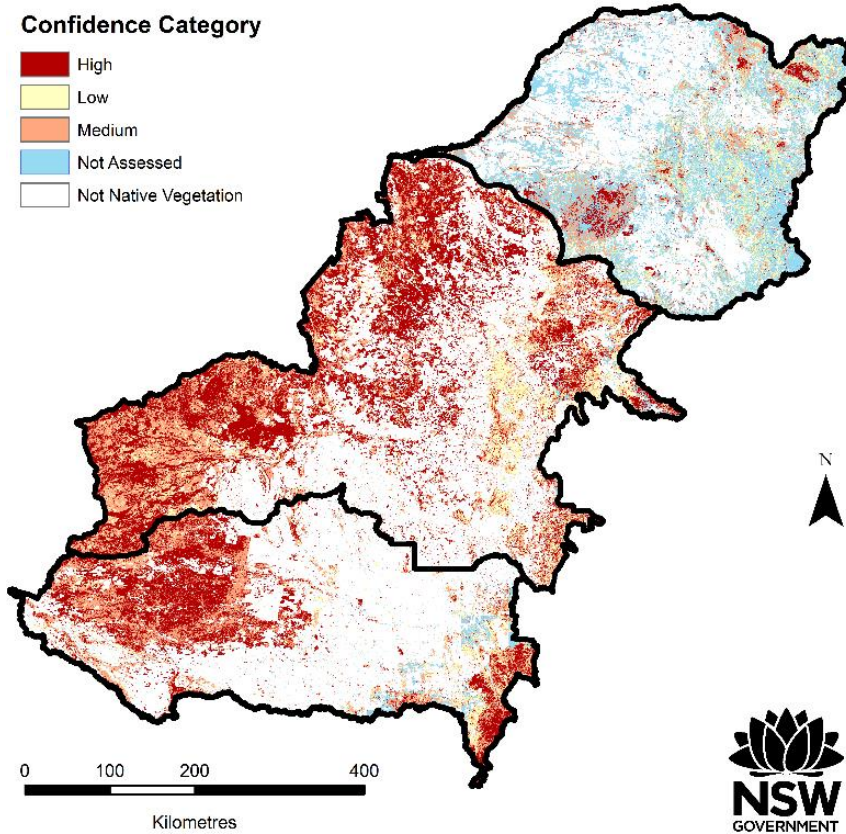 Confidence Category
High
Low
Medium
Not Assessed
Not Native Vegetation
N
0 100 200 400
Kilometres
NSW
GOVERNMENT